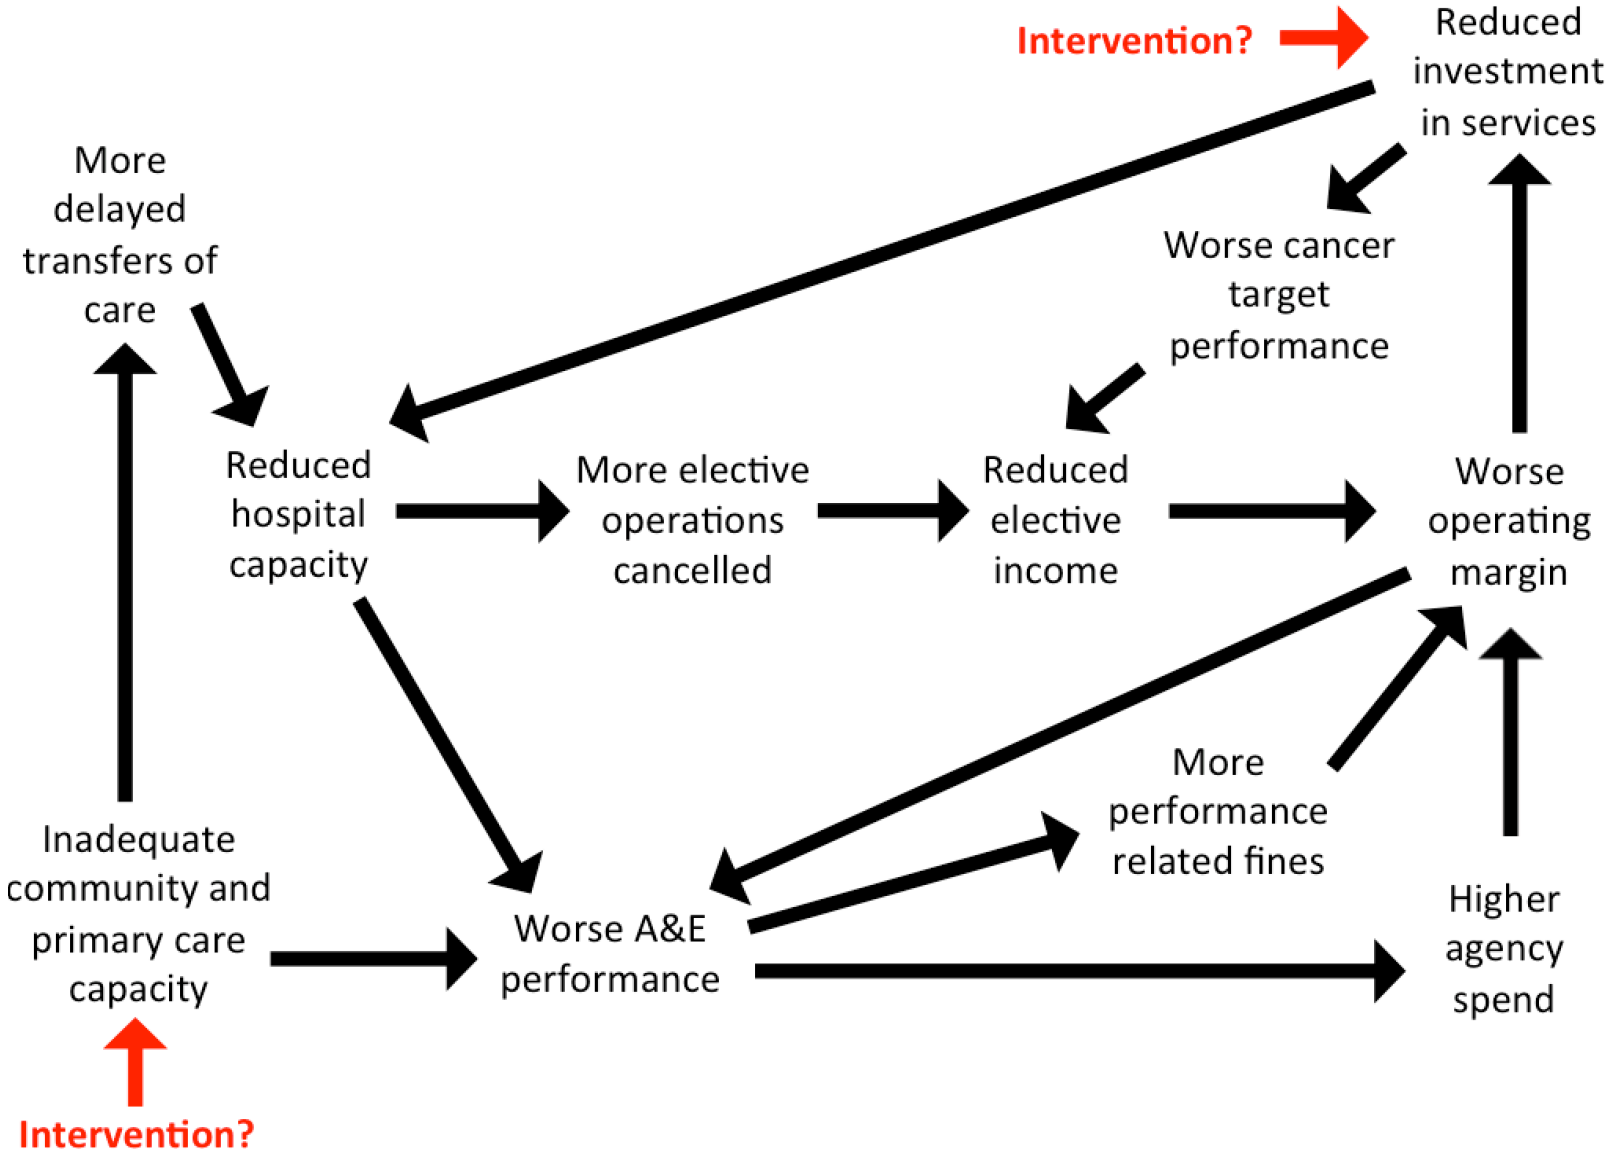 Intervention?
Reduced
investment
in services
More
delayed
transfers of
care
Worse cancer
target
performance
Reduced
hospital
capacity
More elective
operations
cancelled
Reduced
elective
income
Worse
operating
margin
Inadequate
community and
primary care
capacity
Worse A&E
performance
More
performance
related fines
Higher
agency
spend
Intervention?